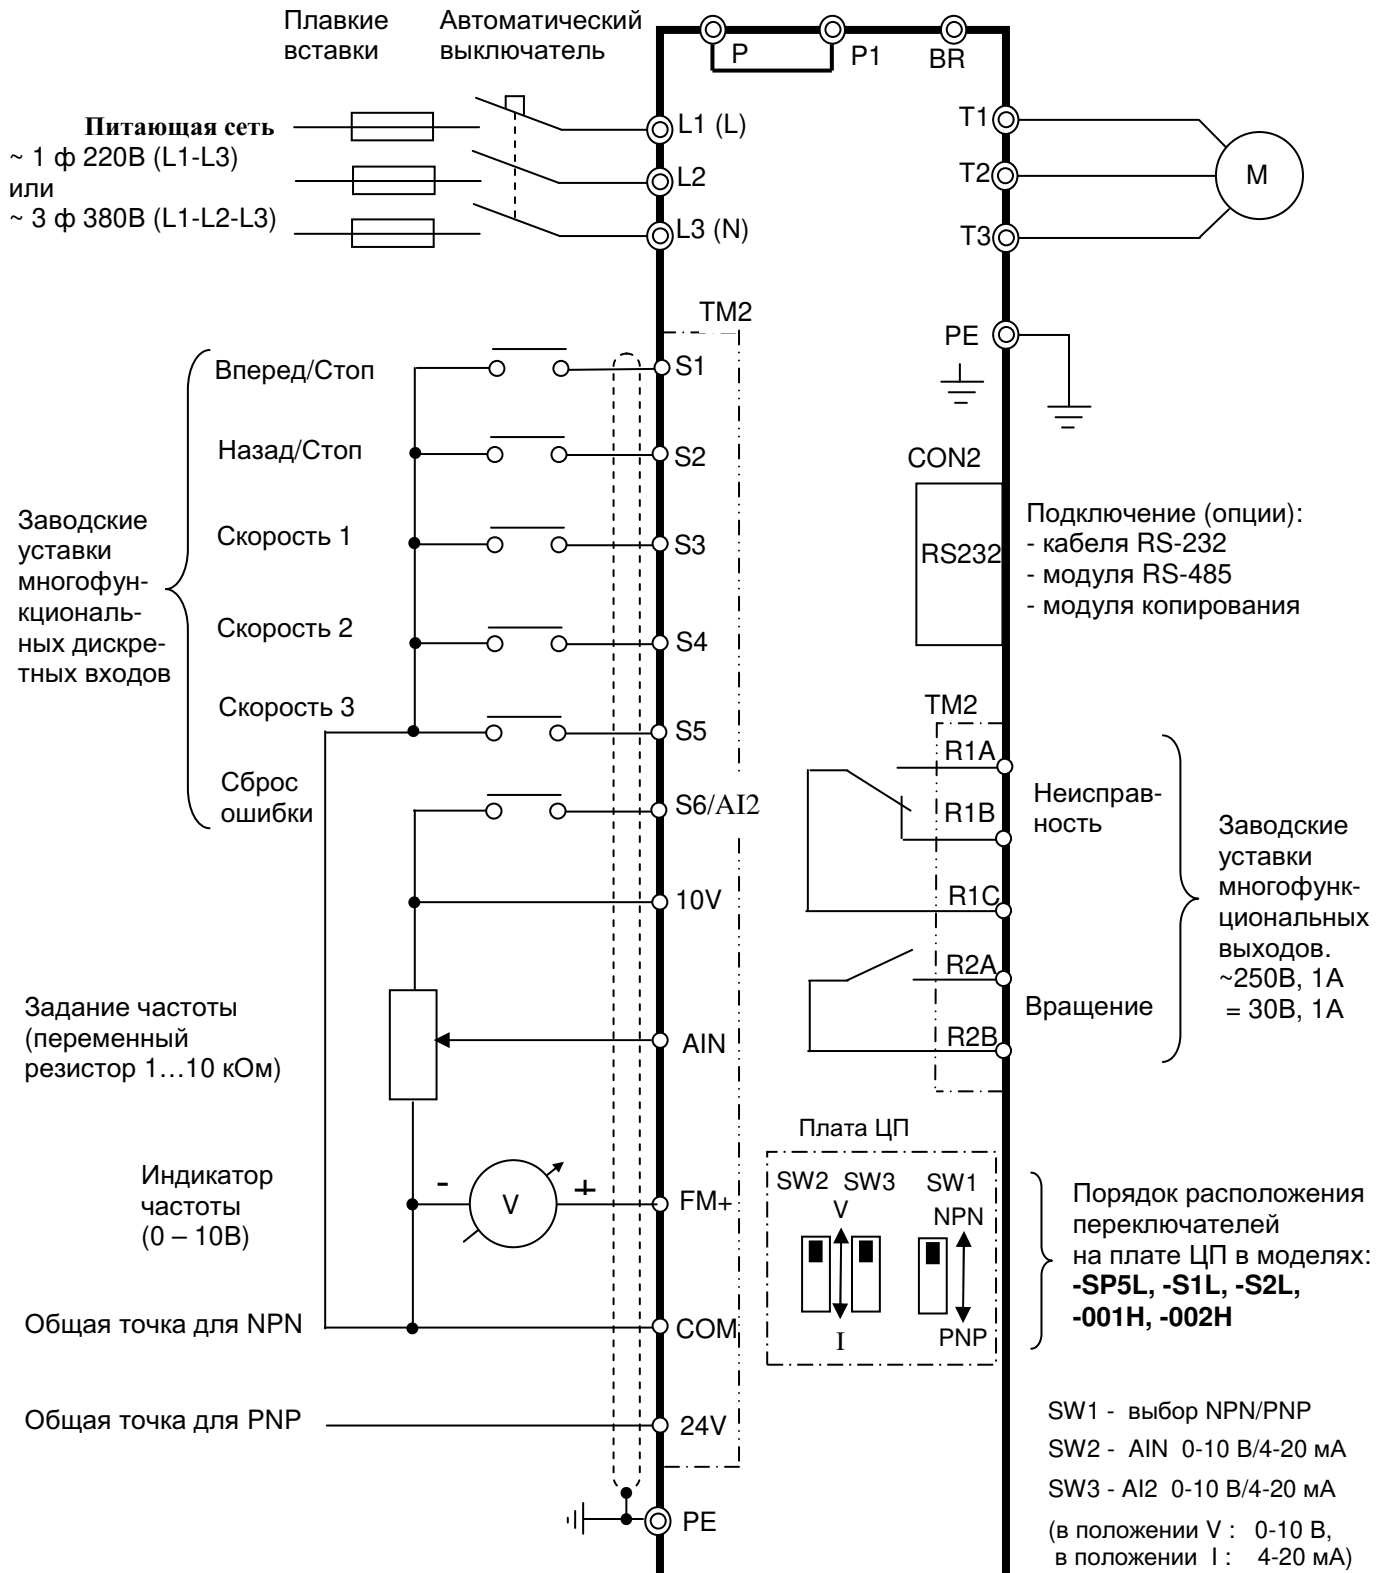 Плавкие
вставки
Автоматический
выключатель
P
P1
BR
Питающая сеть
~ 1 ф 220В (L1-L3)
или
~ 3 ф 380В (L1-L2-L3)
L1 (L)
L2
L3 (N)
T1
T2
T3
M
TM2
PE
Вперед/Стоп
S1
Назад/Стоп
S2
Скорость 1
S3
Скорость 2
S4
Скорость 3
S5
Сброс
ошибки
S6/AI2
Заводские
уставки
многофун-
кциональ-
ных дискре-
тных входов
CON2
RS232
Подключение (опции):
- кабеля RS-232
- модуля RS-485
- модуля копирования
TM2
R1A
R1B
R1C
R2A
R2B
Неисправ-
ность
Вращение
Заводские
уставки
многофунк-
циональных
выходов.
~250В, 1А
= 30В, 1А
10V
Задание частоты
(переменный
резистор 1…10 кОм)
AIN
Индикатор
частоты
(0 – 10В)
-
V
+
FM+
Общая точка для NPN
COM
Общая точка для PNP
24V
PE
Плата ЦП
SW2 SW3 SW1
V
NPN
I
PNP
Порядок расположения
переключателей
на плате ЦП в моделях:
-SP5L, -S1L, -S2L,
-001H, -002H
SW1 - выбор NPN/PNP
SW2 - AIN 0-10 В/4-20 мА
SW3 - AI2 0-10 В/4-20 мА
(в положении V : 0-10 В,
в положении I : 4-20 мА)